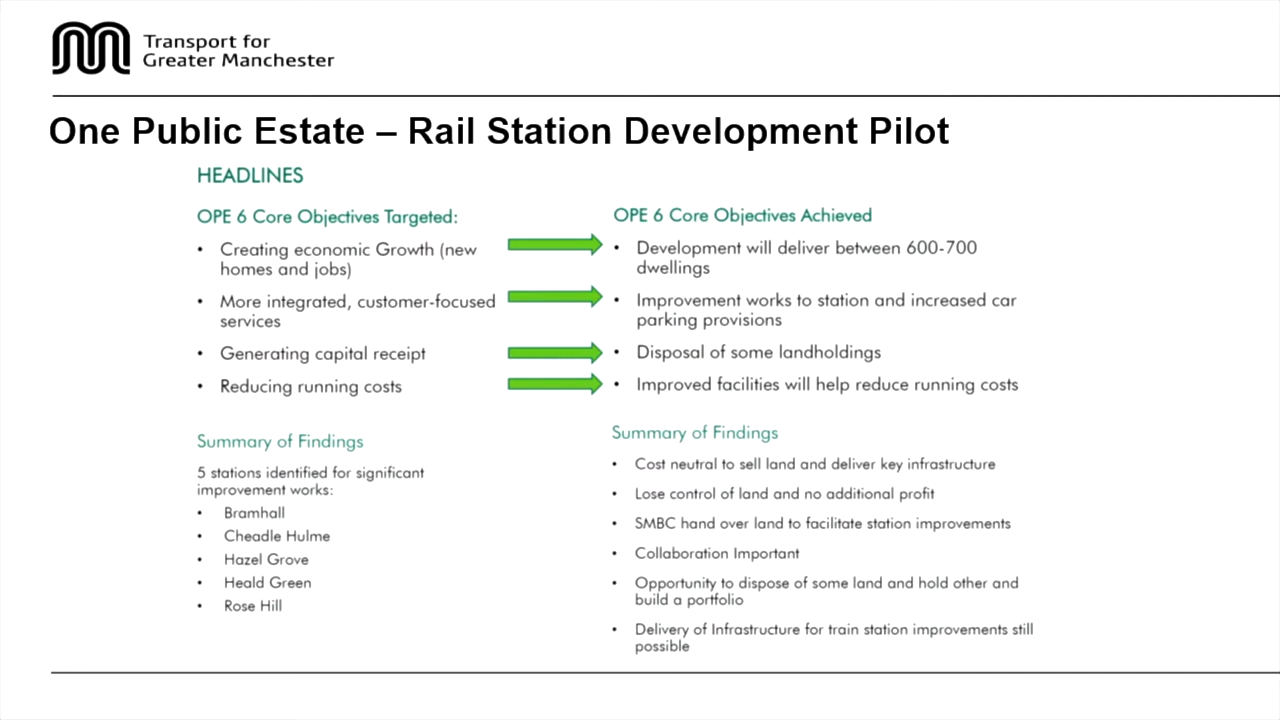 Transport for
Greater Manchester
One Public Estate – Rail Station Development Pilot
HEADLINES
OPE 6 Core Objectives Targeted:
• Creating economic Growth (new
homes and jobs)
• More integrated, customer-focused
services
• Generating capital receipt
• Reducing running costs
OPE 6 Core Objectives Achieved
• Development will deliver between 600-700
dwellings
• Improvement works to station and increased car
parking provisions
• Disposal of some landholdings
• Improved facilities will help reduce running costs
Summary of Findings
5 stations identified for significant
improvement works:
• Bramhall
• Cheadle Hulme
• Hazel Grove
• Heald Green
• Rose Hill
Summary of Findings
• Cost neutral to sell land and deliver key infrastructure
• Lose control of land and no additional profit
• SMBC hand over land to facilitate station improvements
• Collaboration Important
• Opportunity to dispose of some land and hold other and
build a portfolio
• Delivery of Infrastructure for train station improvements still
possible